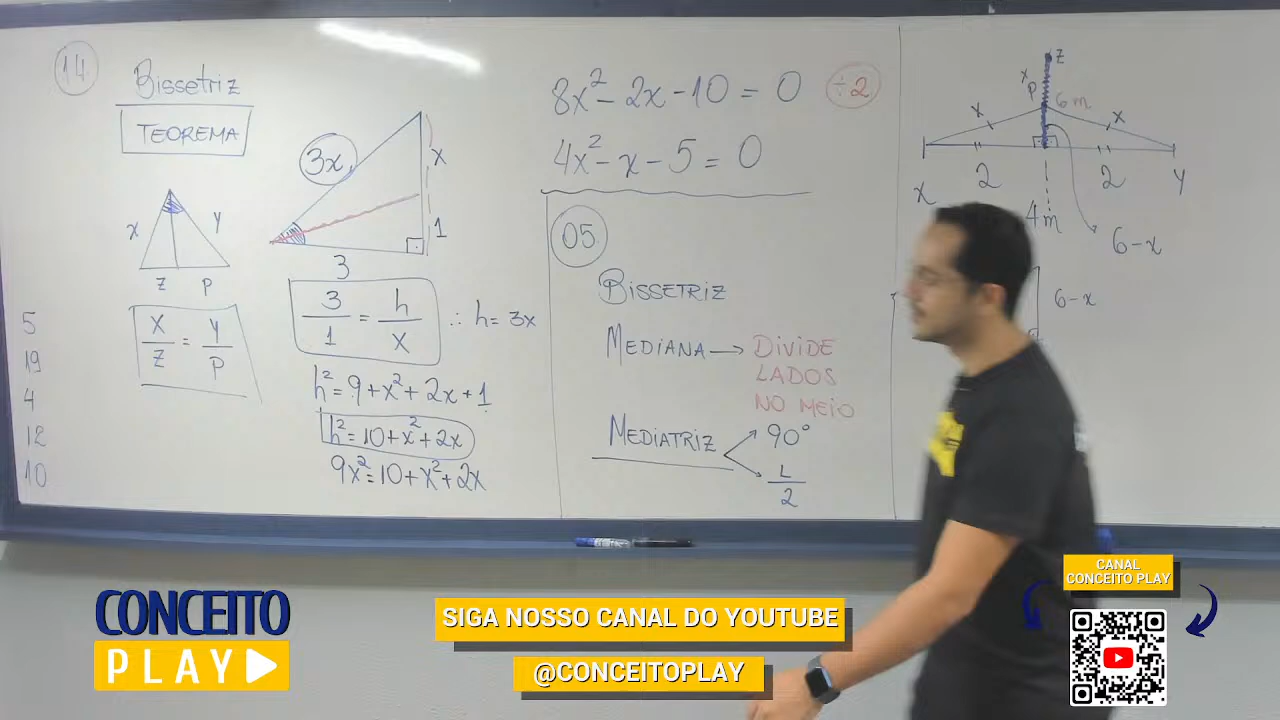 14
Bissetriz
TEOREMA
3x
x
1
3
x
y
z
p
x/z = y/p
3/1 = h/x ∴ h = 3x
h² = 9 + x² + 2x + 1
h² = 10 + x² + 2x
9x² = 10 + x² + 2x
5
19
4
12
10
8x² - 2x - 10 = 0 ÷2
4x² - x - 5 = 0
05
BISSETRIZ
MEDIANA → DIVIDE
LADOS
NO MEIO
MEDIATRIZ
90°
L/2
z
x
P
6m
x
x
2
2
x
y
4m
6-x
6-x
CONCEITO
PLAY
SIGA NOSSO CANAL DO YOUTUBE
@CONCEITOPLAY
CANAL
CONCEITO PLAY